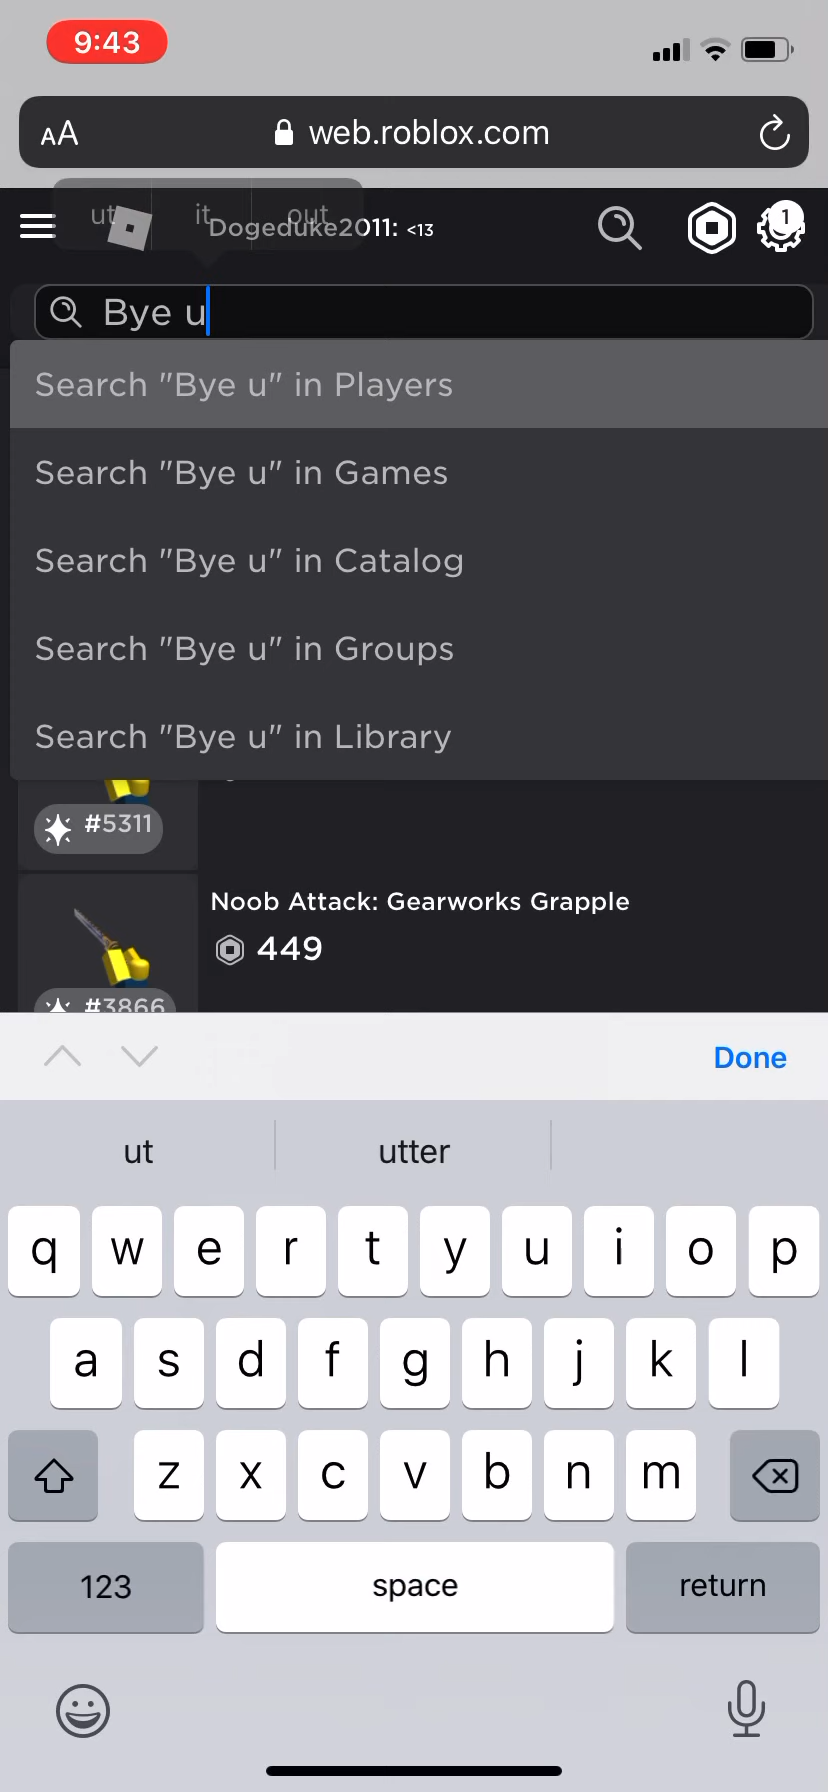 9:43
AA web.roblox.com
ut it out
Dogeduke2011: <13
1
Bye u
Search "Bye u" in Players
Search "Bye u" in Games
Search "Bye u" in Catalog
Search "Bye u" in Groups
Search "Bye u" in Library
#5311
Noob Attack: Gearworks Grapple
449
#3866
Done
ut utter
q w e r t y u i o p
a s d f g h j k l
z x c v b n m
123 space return